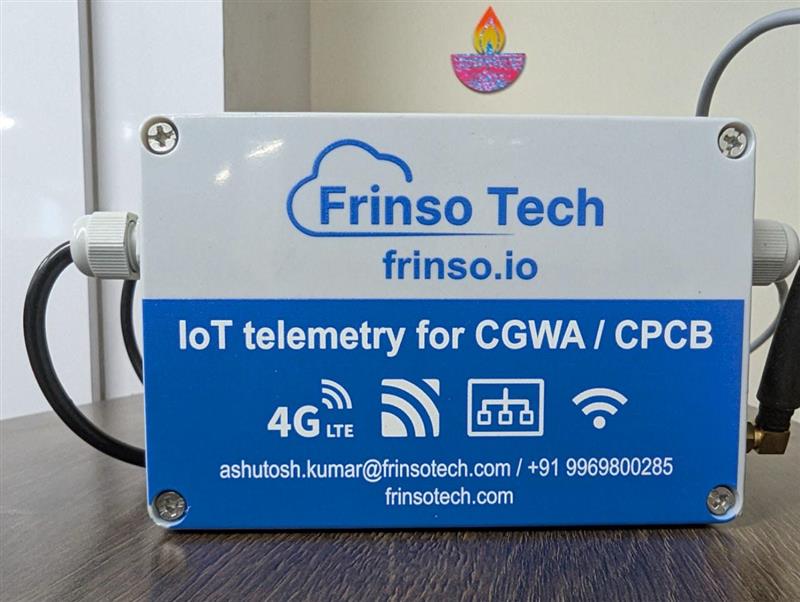 Frinso Tech
frinso.io
IoT telemetry for CGWA / CPCB
4G LTE
ashutosh.kumar@frinsotech.com / +91 9969800285
frinsotech.com